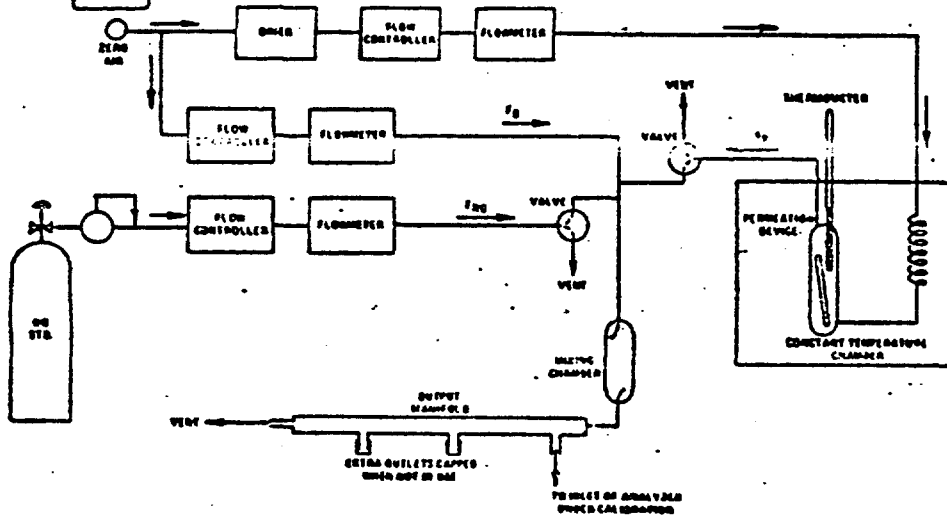 ZERO
AIR
DRIER
FLOW
CONTROLLER
FLOWMETER
FLOW
CONTROLLER
FLOWMETER
F_D
VENT
VALVE
THERMOMETER
FLOW
CONTROLLER
FLOWMETER
F_NO
VALVE
VENT
PERMEATION
DEVICE
NO
STD.
CONSTANT TEMPERATURE
CHAMBER
MIXING
CHAMBER
OUTPUT
MANIFOLD
VENT
EXTRA OUTLETS CAPPED
WHEN NOT IN USE
TO INLET OF ANALYZER
UNDER CALIBRATION